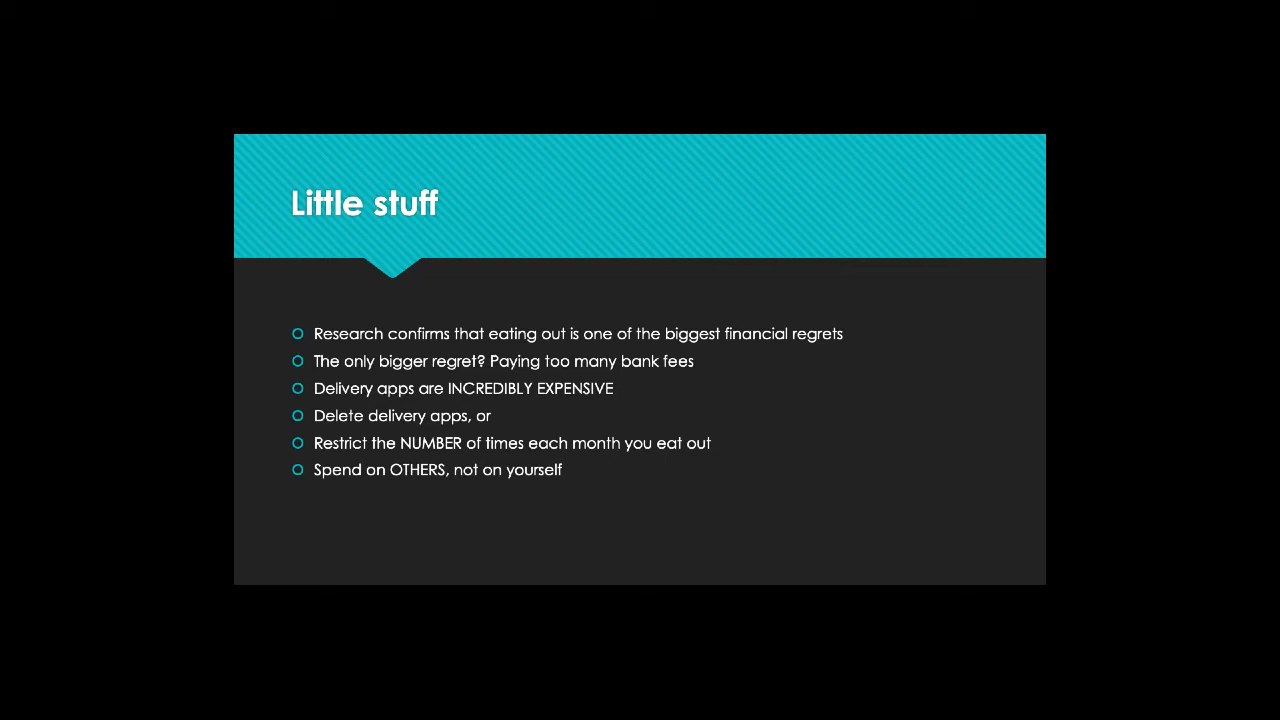 Little stuff
Research confirms that eating out is one of the biggest financial regrets
The only bigger regret? Paying too many bank fees
Delivery apps are INCREDIBLY EXPENSIVE
Delete delivery apps, or
Restrict the NUMBER of times each month you eat out
Spend on OTHERS, not on yourself